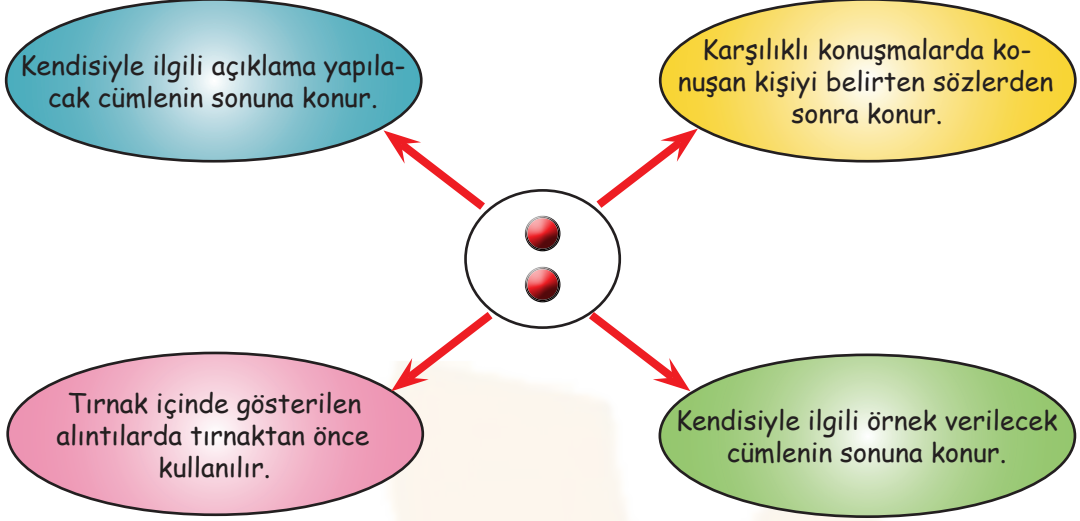 Kendisiyle ilgili açıklama yapıla-
cak cümlenin sonuna konur.
Karşılıklı konuşmalarda ko-
nuşan kişiyi belirten sözlerden
sonra konur.
Tırnak içinde gösterilen
alıntılarda tırnaktan önce
kullanılır.
Kendisiyle ilgili örnek verilecek
cümlenin sonuna konur.